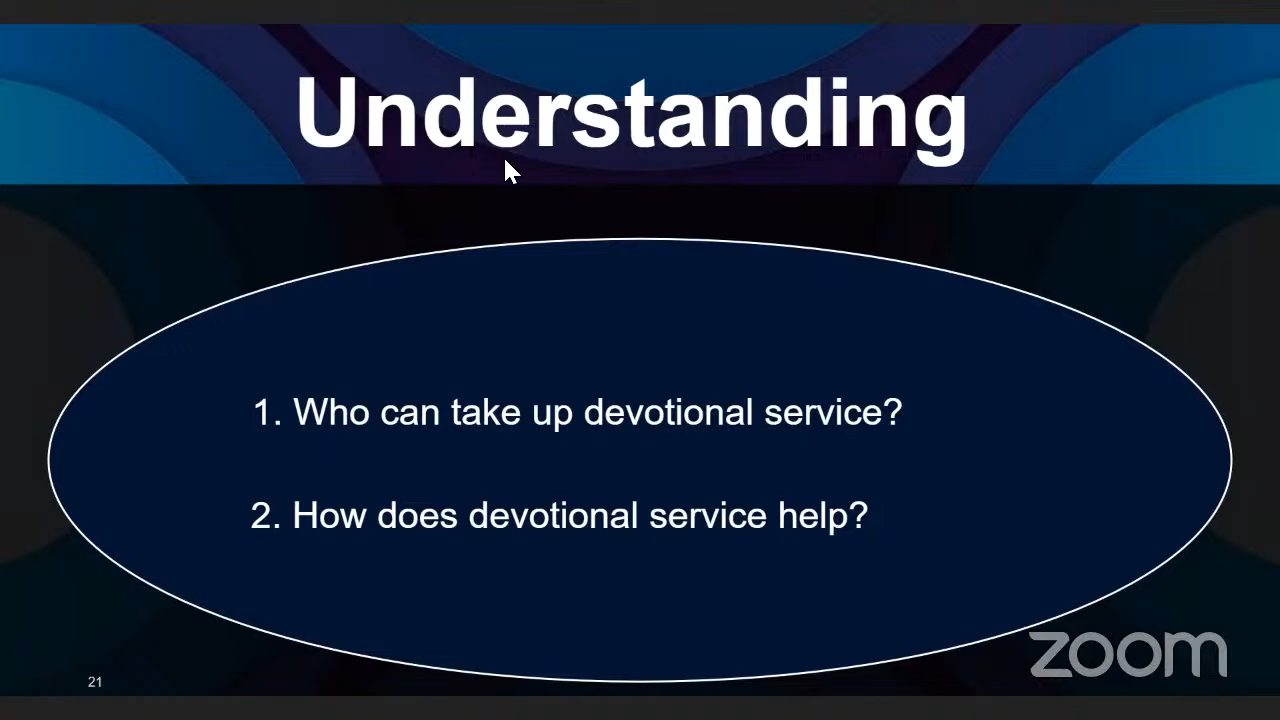 Understanding
1. Who can take up devotional service?
2. How does devotional service help?
zoom
21